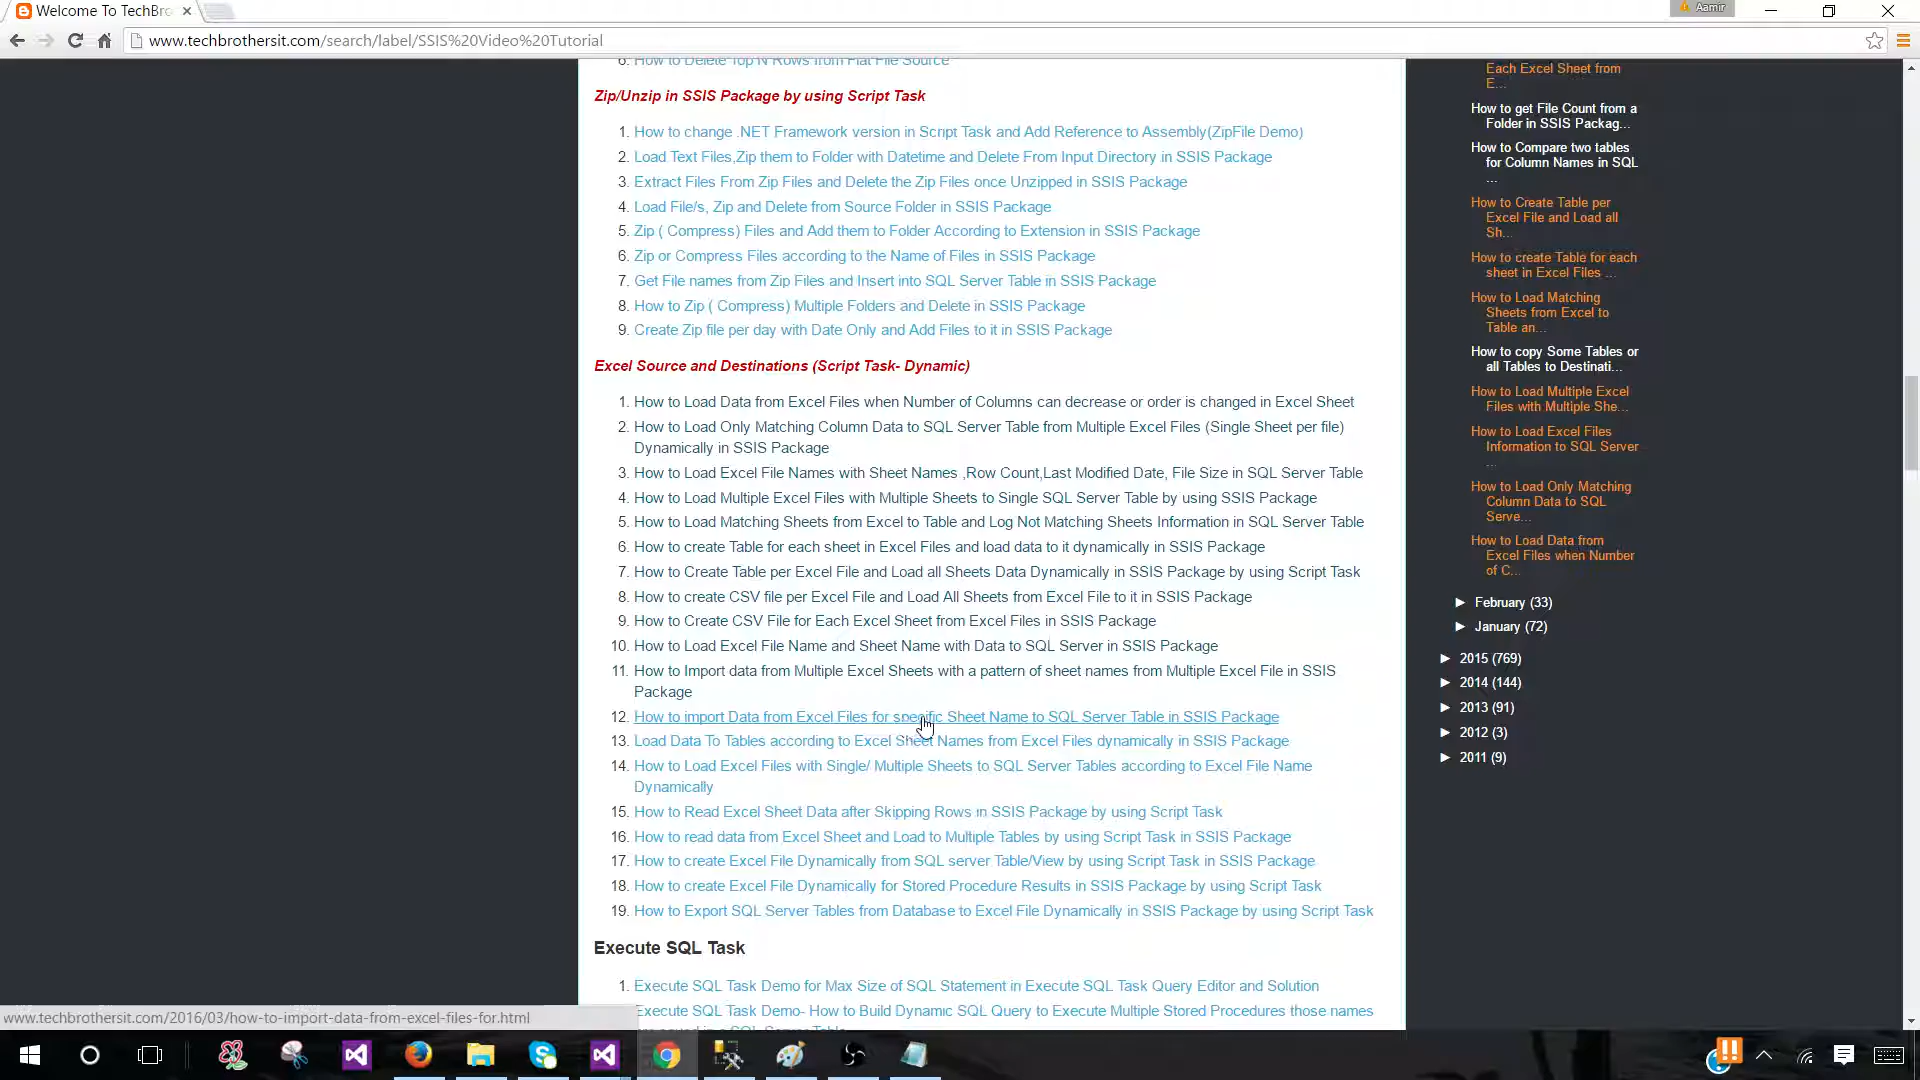 Welcome To TechBro
Aamir
www.techbrothersit.com/search/label/SSIS%20Video%20Tutorial
6. How to Delete Top N Rows from Flat File Source
Zip/Unzip in SSIS Package by using Script Task
1. How to change .NET Framework version in Script Task and Add Reference to Assembly(ZipFile Demo)
2. Load Text Files,Zip them to Folder with Datetime and Delete From Input Directory in SSIS Package
3. Extract Files From Zip Files and Delete the Zip Files once Unzipped in SSIS Package
4. Load File/s, Zip and Delete from Source Folder in SSIS Package
5. Zip ( Compress) Files and Add them to Folder According to Extension in SSIS Package
6. Zip or Compress Files according to the Name of Files in SSIS Package
7. Get File names from Zip Files and Insert into SQL Server Table in SSIS Package
8. How to Zip ( Compress) Multiple Folders and Delete in SSIS Package
9. Create Zip file per day with Date Only and Add Files to it in SSIS Package
Excel Source and Destinations (Script Task- Dynamic)
1. How to Load Data from Excel Files when Number of Columns can decrease or order is changed in Excel Sheet
2. How to Load Only Matching Column Data to SQL Server Table from Multiple Excel Files (Single Sheet per file)
Dynamically in SSIS Package
3. How to Load Excel File Names with Sheet Names ,Row Count,Last Modified Date, File Size in SQL Server Table
4. How to Load Multiple Excel Files with Multiple Sheets to Single SQL Server Table by using SSIS Package
5. How to Load Matching Sheets from Excel to Table and Log Not Matching Sheets Information in SQL Server Table
6. How to create Table for each sheet in Excel Files and load data to it dynamically in SSIS Package
7. How to Create Table per Excel File and Load all Sheets Data Dynamically in SSIS Package by using Script Task
8. How to create CSV file per Excel File and Load All Sheets from Excel File to it in SSIS Package
9. How to Create CSV File for Each Excel Sheet from Excel Files in SSIS Package
10. How to Load Excel File Name and Sheet Name with Data to SQL Server in SSIS Package
11. How to Import data from Multiple Excel Sheets with a pattern of sheet names from Multiple Excel File in SSIS
Package
12. How to import Data from Excel Files for specific Sheet Name to SQL Server Table in SSIS Package
13. Load Data To Tables according to Excel Sheet Names from Excel Files dynamically in SSIS Package
14. How to Load Excel Files with Single/ Multiple Sheets to SQL Server Tables according to Excel File Name
Dynamically
15. How to Read Excel Sheet Data after Skipping Rows in SSIS Package by using Script Task
16. How to read data from Excel Sheet and Load to Multiple Tables by using Script Task in SSIS Package
17. How to create Excel File Dynamically from SQL server Table/View by using Script Task in SSIS Package
18. How to create Excel File Dynamically for Stored Procedure Results in SSIS Package by using Script Task
19. How to Export SQL Server Tables from Database to Excel File Dynamically in SSIS Package by using Script Task
Execute SQL Task
1. Execute SQL Task Demo for Max Size of SQL Statement in Execute SQL Task Query Editor and Solution
Execute SQL Task Demo- How to Build Dynamic SQL Query to Execute Multiple Stored Procedures those names
Each Excel Sheet from
E...
How to get File Count from a
Folder in SSIS Packag...
How to Compare two tables
for Column Names in SQL
...
How to Create Table per
Excel File and Load all
Sh...
How to create Table for each
sheet in Excel Files ...
How to Load Matching
Sheets from Excel to
Table an...
How to copy Some Tables or
all Tables to Destinati...
How to Load Multiple Excel
Files with Multiple She...
How to Load Excel Files
Information to SQL Server
...
How to Load Only Matching
Column Data to SQL
Serve...
How to Load Data from
Excel Files when Number
of C...
► February (33)
► January (72)
► 2015 (769)
► 2014 (144)
► 2013 (91)
► 2012 (3)
► 2011 (9)
www.techbrothersit.com/2016/03/how-to-import-data-from-excel-files-for.html